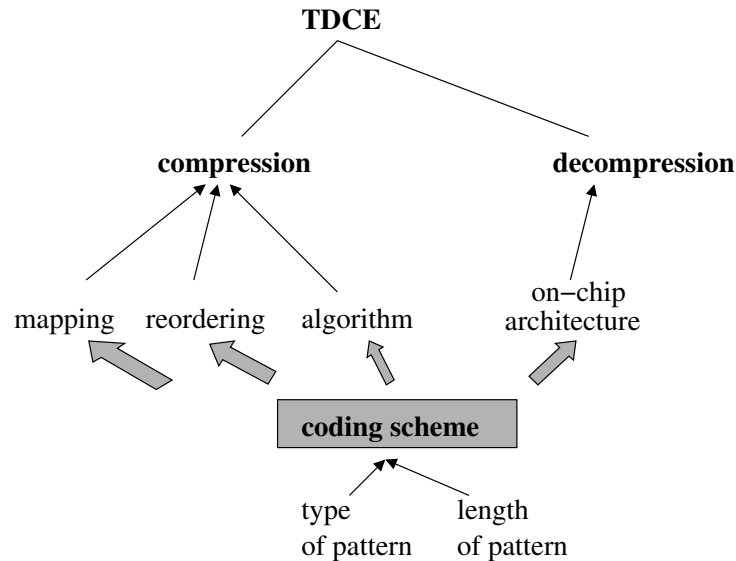 TDCE
compression
decompression
mapping
reordering
algorithm
on−chip
architecture
coding scheme
type
of pattern
length
of pattern